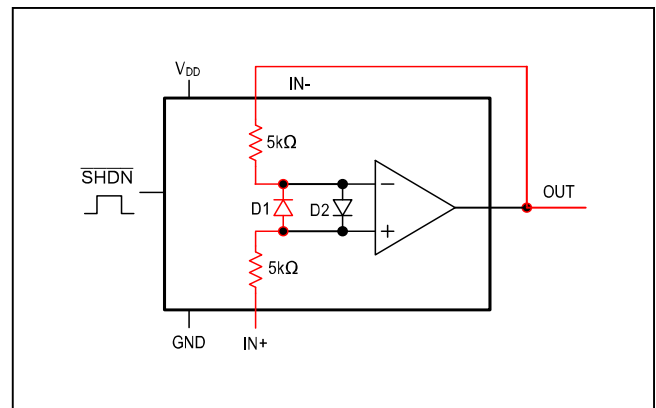 VDD
IN-
5kΩ
SHDN
D1
D2
−
+
OUT
5kΩ
GND
IN+